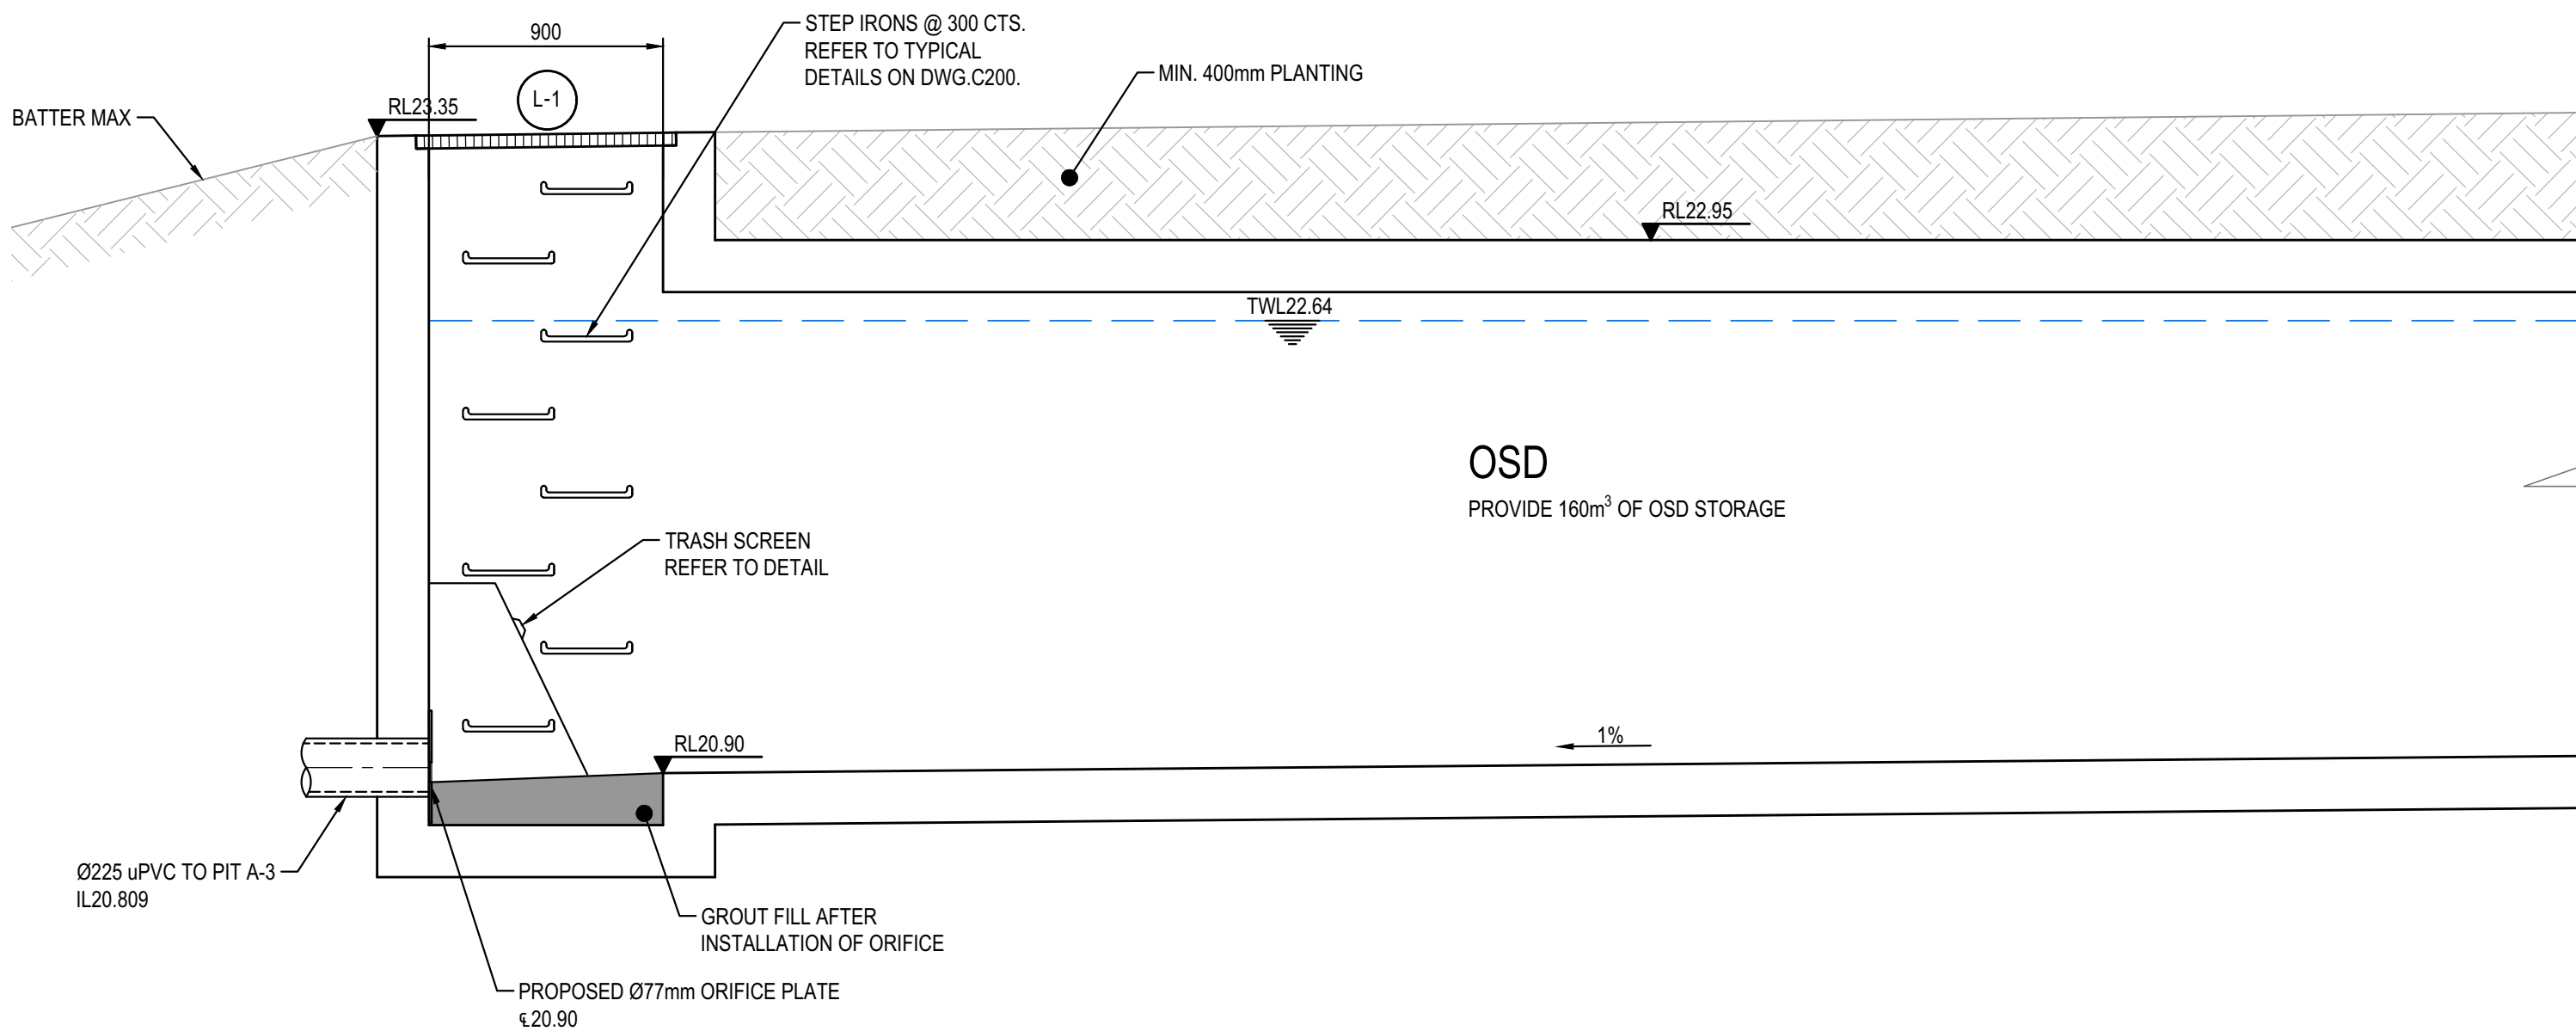 900
STEP IRONS @ 300 CTS.
REFER TO TYPICAL
DETAILS ON DWG.C200.
MIN. 400mm PLANTING
L-1
RL23.35
BATTER MAX
RL22.95
TWL22.64
OSD
PROVIDE 160m³ OF OSD STORAGE
TRASH SCREEN
REFER TO DETAIL
1%
RL20.90
Ø225 uPVC TO PIT A-3
IL20.809
GROUT FILL AFTER
INSTALLATION OF ORIFICE
PROPOSED Ø77mm ORIFICE PLATE
℄20.90